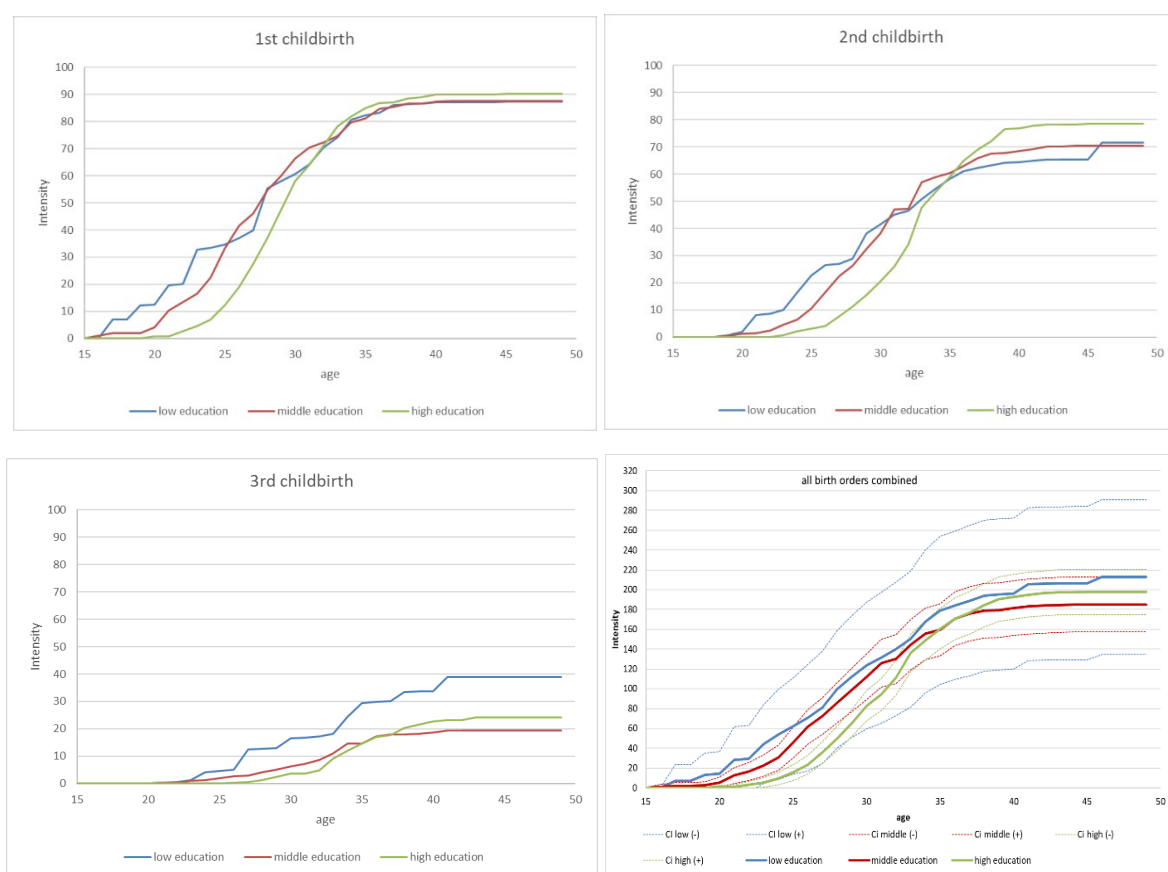 1st childbirth
Intensity
100
90
80
70
60
50
40
30
20
10
0
15 20 25 30 35 40 45 50
age
low education middle education high education
2nd childbirth
Intensity
100
90
80
70
60
50
40
30
20
10
0
15 20 25 30 35 40 45 50
age
low education middle education high education
3rd childbirth
Intensity
100
90
80
70
60
50
40
30
20
10
0
15 20 25 30 35 40 45 50
age
low education middle education high education
all birth orders combined
Intensity
320
300
280
260
240
220
200
180
160
140
120
100
80
60
40
20
0
15 20 25 30 35 40 45 50
age
CI low (-) CI low (+) Ci middle (-) Ci middle (+) Ci high (-)
Ci high (+) low education middle education high education